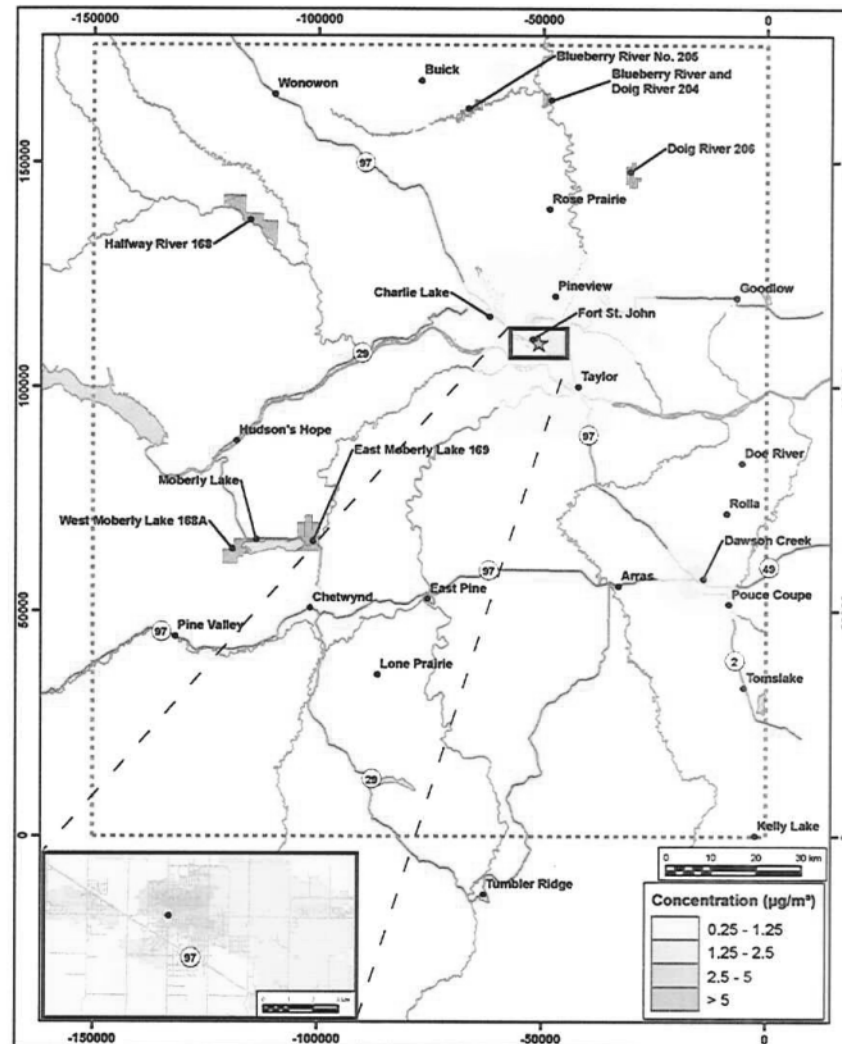 -150000
-100000
-50000
0
Blueberry River No. 205
Buick
Wonowon
Blueberry River and
Doig River 204
150000
97
Doig River 206
Rose Prairie
Halfway River 168
Pineview
Goodlow
Charlie Lake
Fort St. John
29
100000
Taylor
97
Hudson's Hope
East Moberly Lake 169
Doe River
Moberly Lake
Rolla
West Moberly Lake 168A
Dawson Creek
97
49
Arras
East Pine
Chetwynd
Pouce Coupe
50000
Pine Valley
97
2
Lone Prairie
Tomslake
29
0
Kelly Lake
0 10 20 30 km
Tumbler Ridge
Concentration (µg/m³)
0.25 - 1.25
1.25 - 2.5
2.5 - 5
> 5
97
-150000
-100000
-50000
0